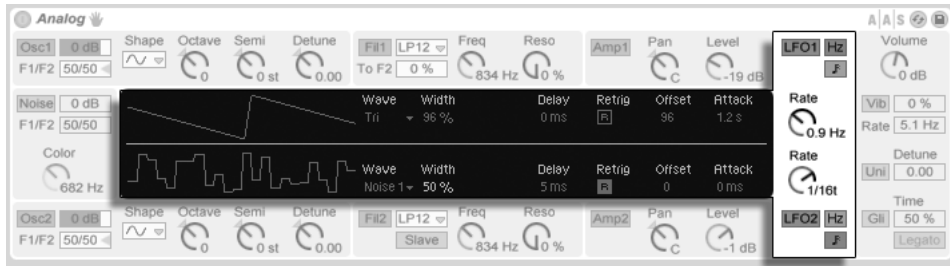 Analog A A S
Osc1 0 dB Shape Octave Semi Detune Fil1 LP12 Freq Reso Amp1 Pan Level LFO1 Hz Volume
F1/F2 50/50 0 0 st 0.00 To F2 0 % 834 Hz 0 % C -19 dB 0 dB
Noise 0 dB Wave Width Delay Retrig Offset Attack Rate Vib 0 %
F1/F2 50/50 Tri 96 % 0 ms R 96 1.2 s 0.9 Hz Rate 5.1 Hz
Color Wave Width Delay Retrig Offset Attack Rate Detune
682 Hz Noise 1 50 % 5 ms R 0 0 ms 1/16t Uni 0.00
Osc2 0 dB Shape Octave Semi Detune Fil2 LP12 Freq Reso Amp2 Pan Level LFO2 Hz Time
Gli 50 %
F1/F2 50/50 0 0 st 0.00 Slave 834 Hz 0 % C -1 dB Legato